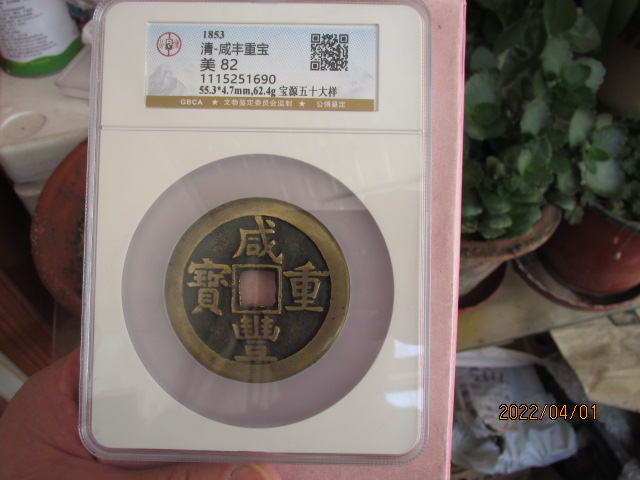 1853
清-咸丰重宝
美 82
1115251690
55.3*4.7mm,62.4g 宝源五十大样
GBCA ★ 文物鉴定委员会监制 ★ 公博鉴定
咸
寶 重
豐
2022/04/01